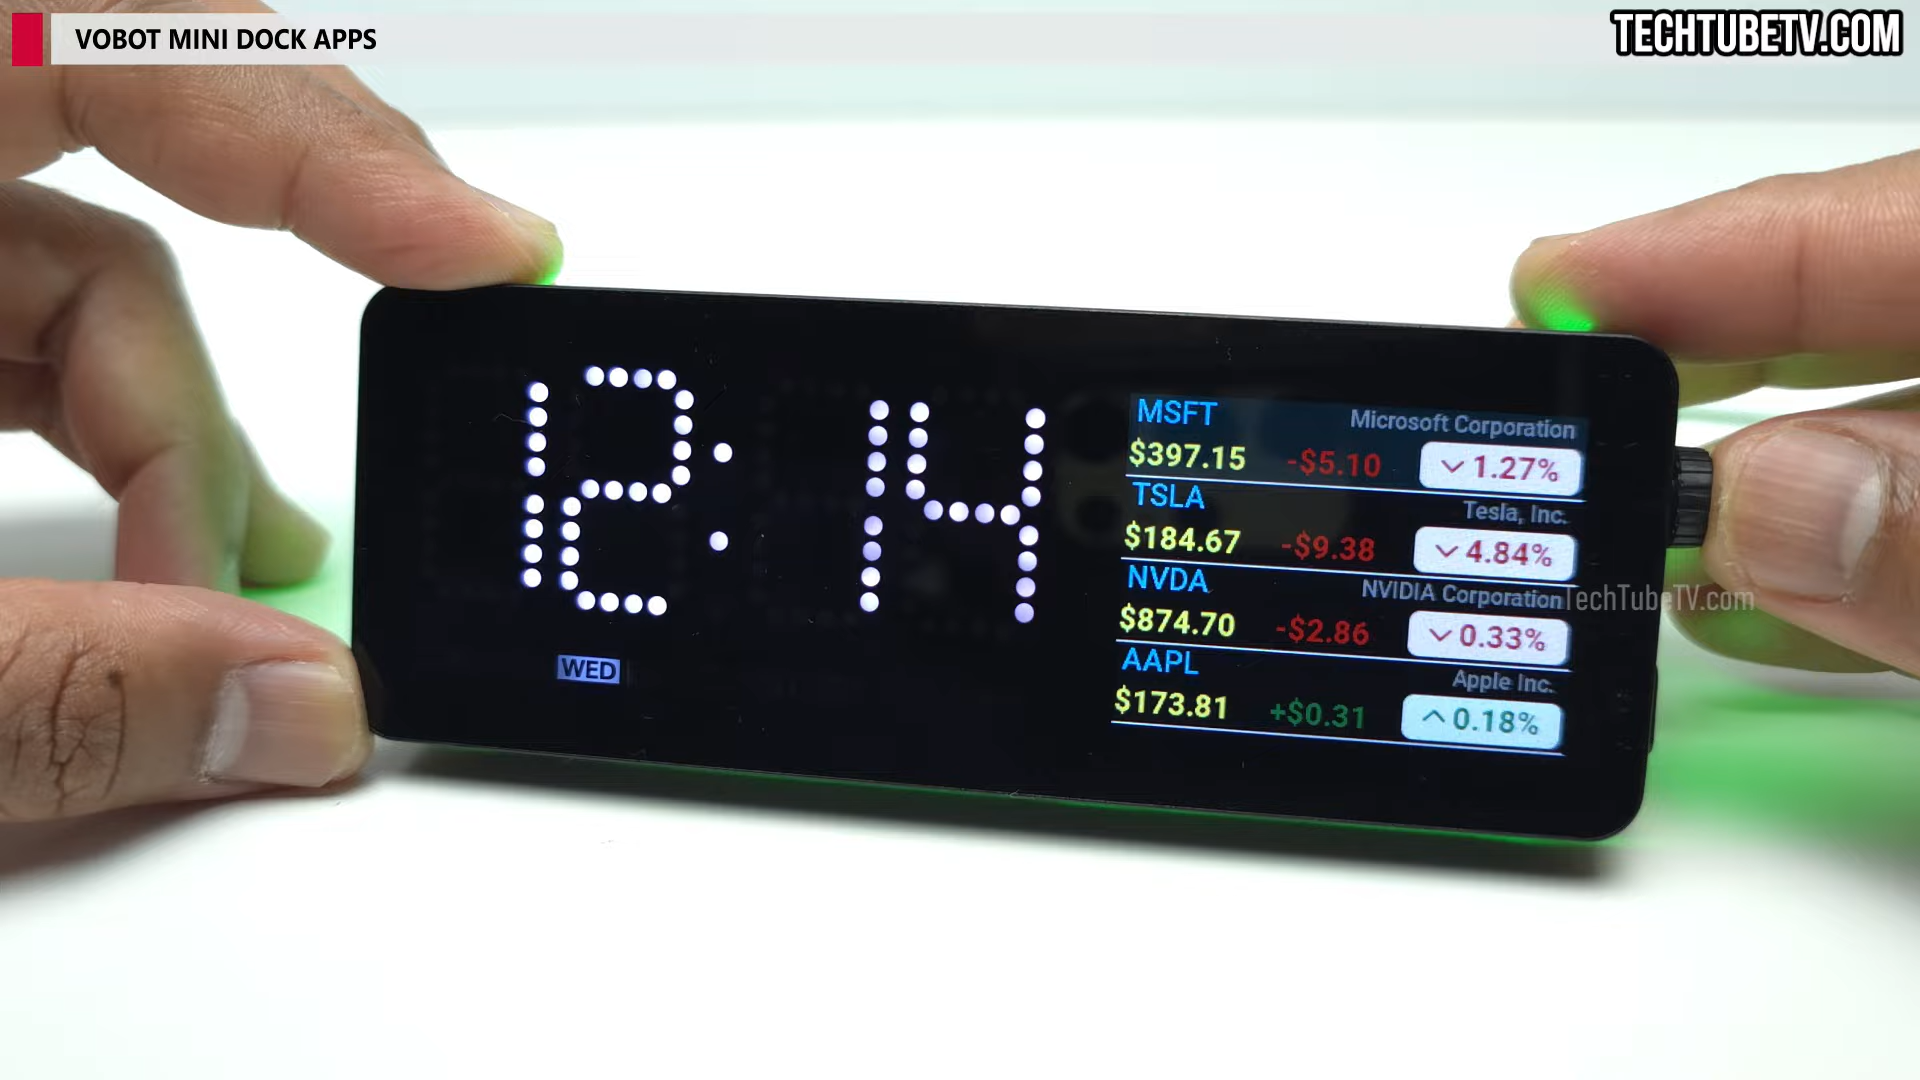 VOBOT MINI DOCK APPS
TECHTUBETV.COM
12:14
WED
MSFT Microsoft Corporation
$397.15 -$5.10 1.27%
TSLA Tesla, Inc.
$184.67 -$9.38 4.84%
NVDA NVIDIA Corporation
$874.70 -$2.86 0.33%
AAPL Apple Inc.
$173.81 +$0.31 0.18%
TechTubeTV.com